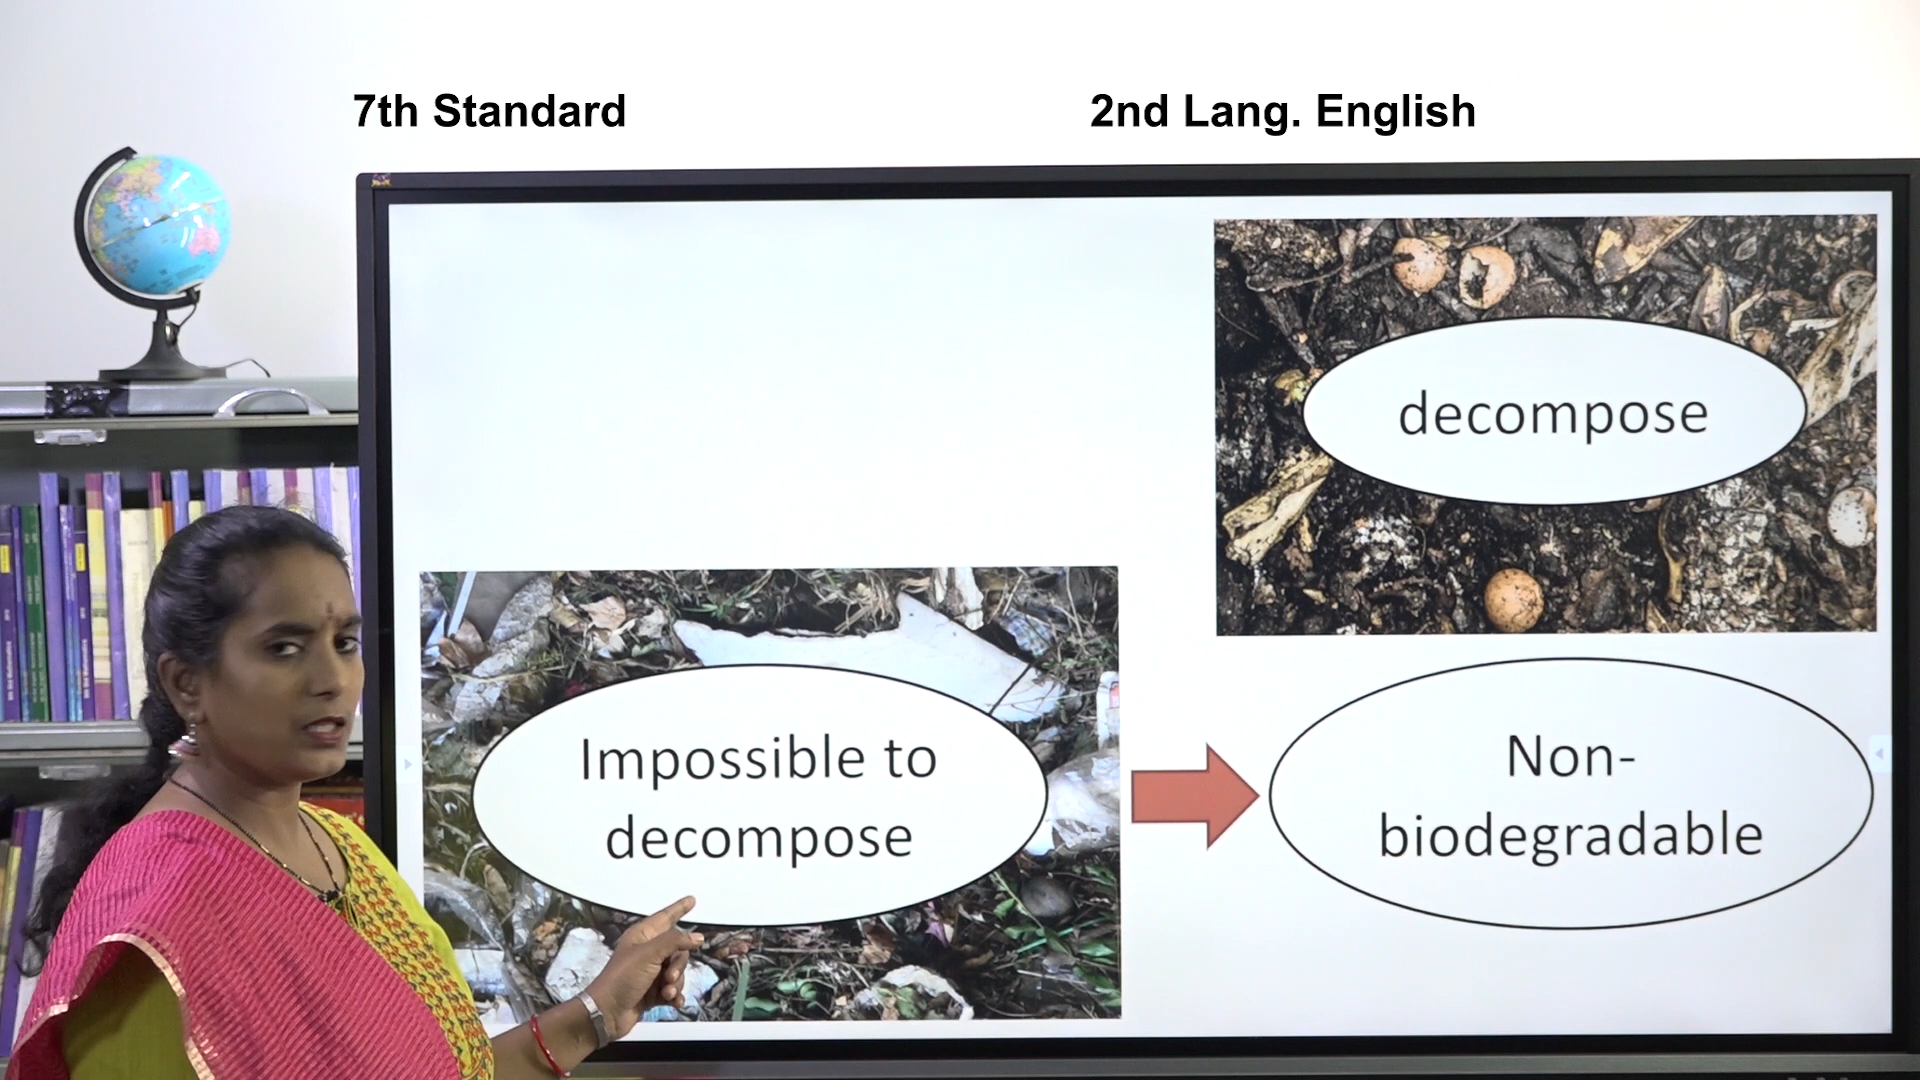 7th Standard
2nd Lang. English
decompose
Impossible to
decompose
Non-
biodegradable